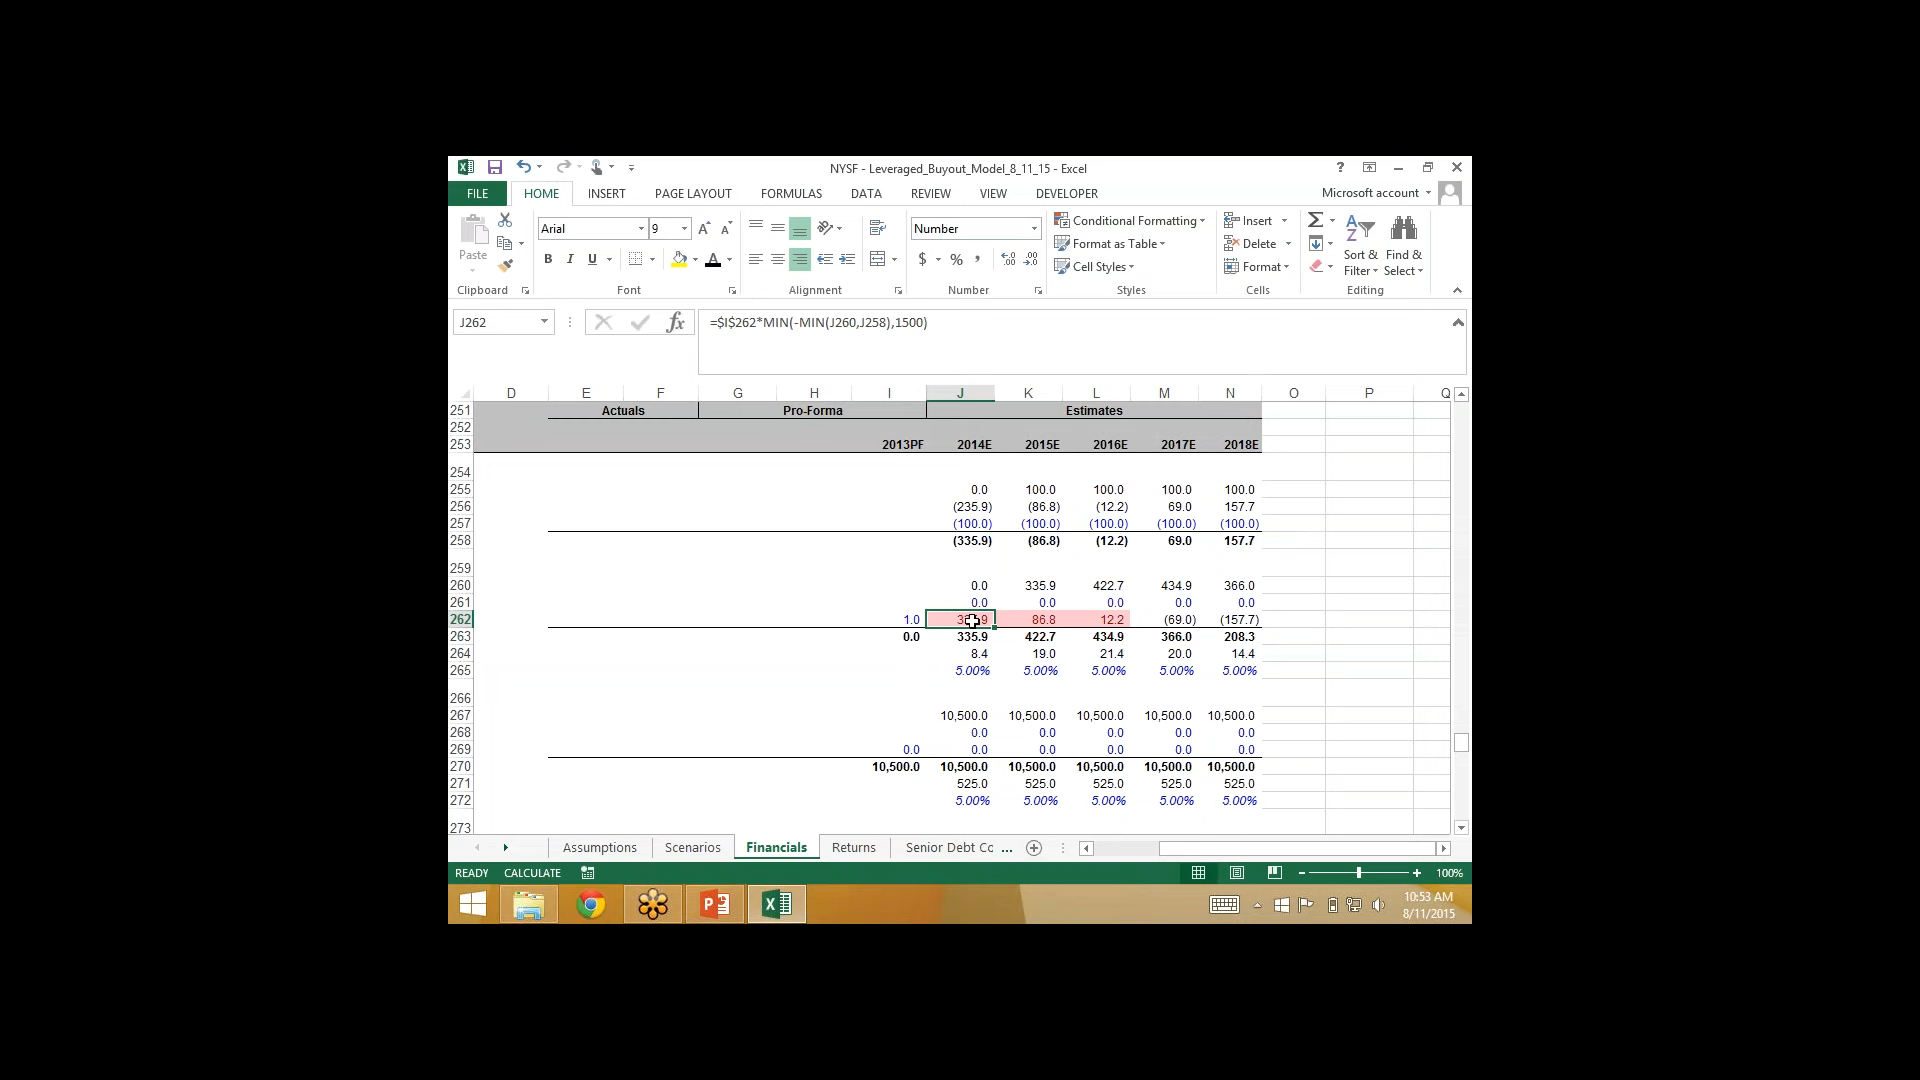 NYSF - Leveraged_Buyout_Model_8_11_15 - Excel
FILE HOME INSERT PAGE LAYOUT FORMULAS DATA REVIEW VIEW DEVELOPER Microsoft account
Arial 9 Number Conditional Formatting Insert
Paste Format as Table Delete Sort & Find &
B I U $ % , Cell Styles Format Filter Select
Clipboard Font Alignment Number Styles Cells Editing
J262 fx =$I$262*MIN(-MIN(J260,J258),1500)
D E F G H I J K L M N O P Q
251 Actuals Pro-Forma Estimates
252
253 2013PF 2014E 2015E 2016E 2017E 2018E
254
255 0.0 100.0 100.0 100.0 100.0
256 (235.9) (86.8) (12.2) 69.0 157.7
257 (100.0) (100.0) (100.0) (100.0) (100.0)
258 (335.9) (86.8) (12.2) 69.0 157.7
259
260 0.0 335.9 422.7 434.9 366.0
261 0.0 0.0 0.0 0.0 0.0
262 1.0 86.8 12.2 (69.0) (157.7)
263 0.0 335.9 422.7 434.9 366.0 208.3
264 8.4 19.0 21.4 20.0 14.4
265 5.00% 5.00% 5.00% 5.00% 5.00%
266
267 10,500.0 10,500.0 10,500.0 10,500.0 10,500.0
268 0.0 0.0 0.0 0.0 0.0
269 0.0 0.0 0.0 0.0 0.0 0.0
270 10,500.0 10,500.0 10,500.0 10,500.0 10,500.0 10,500.0
271 525.0 525.0 525.0 525.0 525.0
272 5.00% 5.00% 5.00% 5.00% 5.00%
273
Assumptions Scenarios Financials Returns Senior Debt Co ...
READY CALCULATE 100%
10:53 AM
8/11/2015